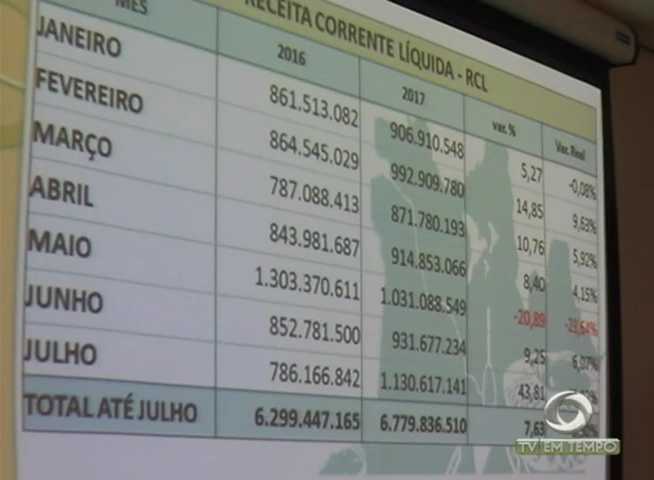 MÊS RECEITA CORRENTE LÍQUIDA - RCL
2016 2017 var. % Var. Real
JANEIRO 861.513.082 906.910.548 5,27 -0,08%
FEVEREIRO 864.545.029 992.909.780 14,85 9,63%
MARÇO 787.088.413 871.780.193 10,76 5,92%
ABRIL 843.981.687 914.853.066 8,40 4,15%
MAIO 1.303.370.611 1.031.088.549 -20,89 -23,64%
JUNHO 852.781.500 931.677.234 9,25 6,07%
JULHO 786.166.842 1.130.617.141 43,81
TOTAL ATÉ JULHO 6.299.447.165 6.779.836.510 7,63
TV EM TEMPO